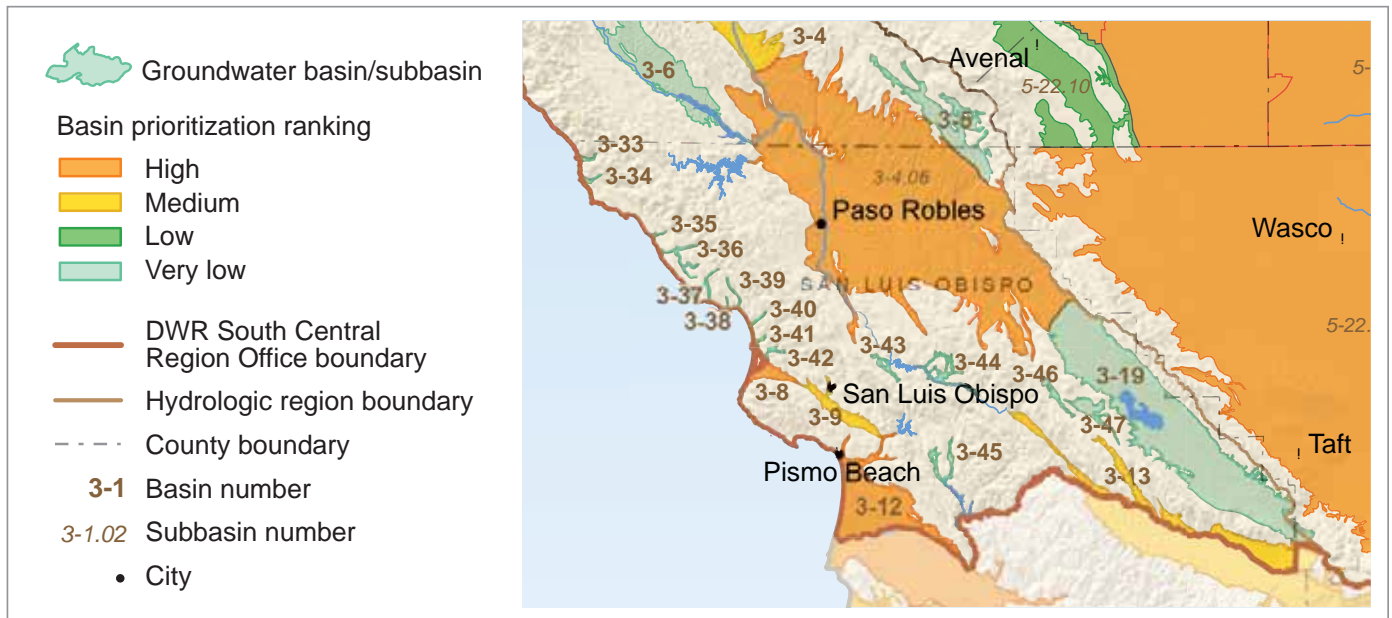 Groundwater basin/subbasin
Basin prioritization ranking
High
Medium
Low
Very low
DWR South Central
Region Office boundary
Hydrologic region boundary
County boundary
3-1 Basin number
3-1.02 Subbasin number
City
3-4
Avenal
3-6
5-22.10
5-
3-5
3-33
3-34
3-4.06
Paso Robles
Wasco
3-35
3-36
3-39
SAN LUIS OBISPO
3-37
3-38
3-40
3-41
3-42
3-43
3-44
3-46
3-19
5-22.
3-8
San Luis Obispo
3-9
3-47
Taft
3-45
Pismo Beach
3-13
3-12